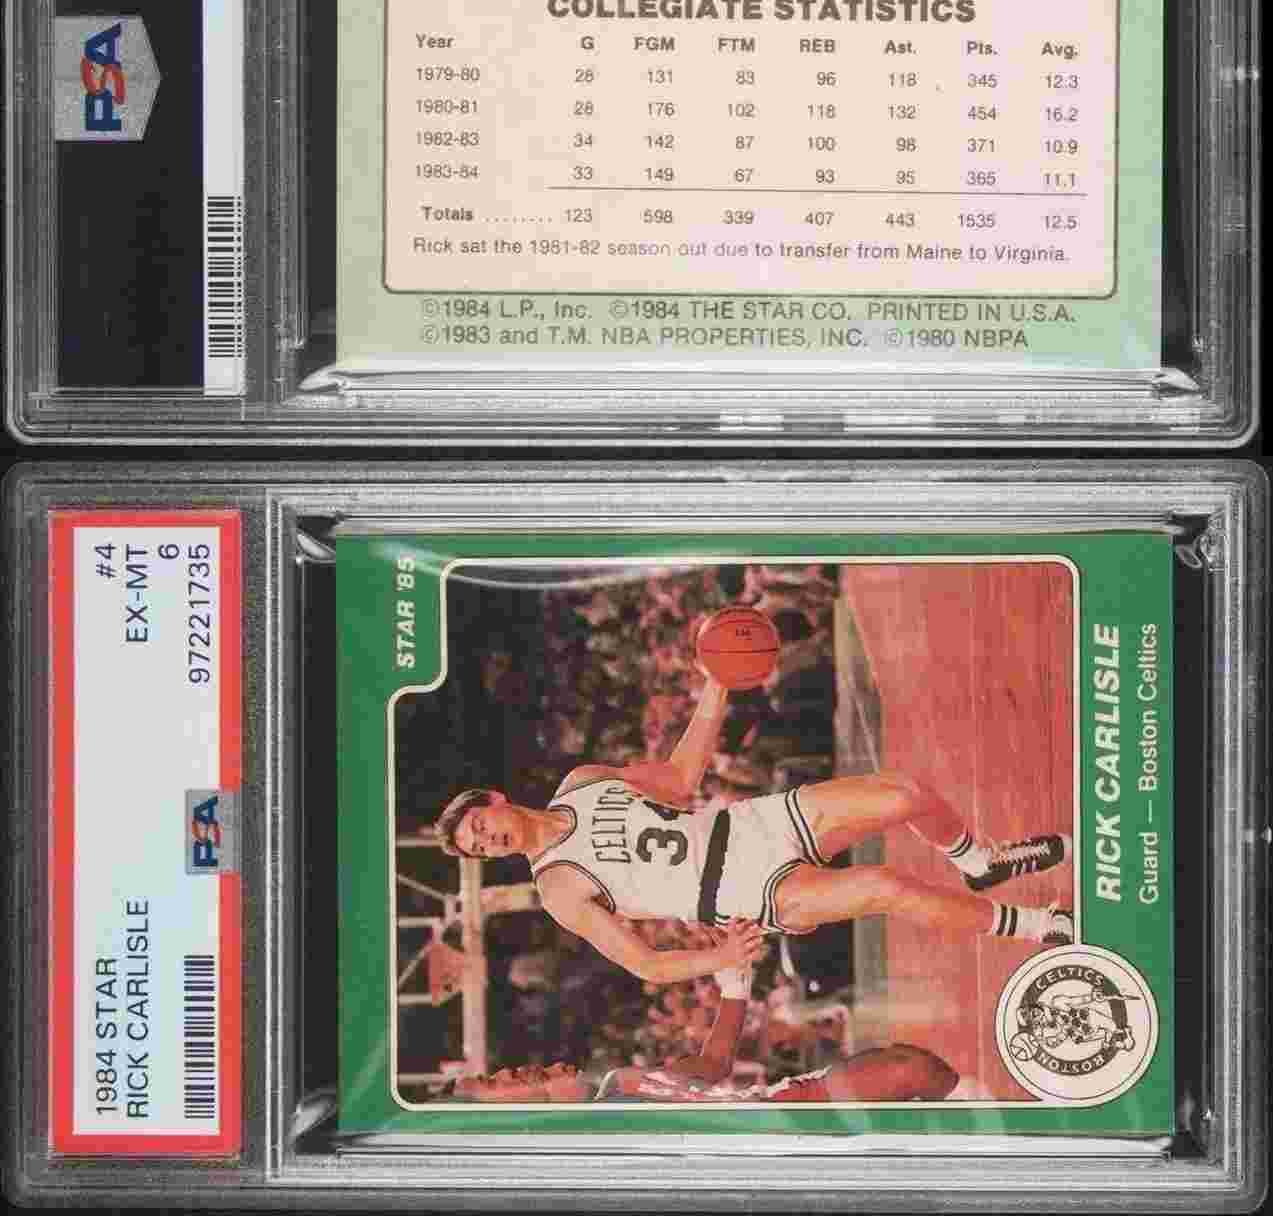 PSA
COLLEGIATE STATISTICS
Year G FGM FTM REB Ast. Pts. Avg.
1979-80 28 131 83 96 118 345 12.3
1980-81 28 176 102 118 132 454 16.2
1982-83 34 142 87 100 98 371 10.9
1983-84 33 149 67 93 95 365 11.1
Totals ........ 123 598 339 407 443 1535 12.5
Rick sat the 1981-82 season out due to transfer from Maine to Virginia.
©1984 L.P., Inc. ©1984 THE STAR CO. PRINTED IN U.S.A.
©1983 and T.M. NBA PROPERTIES, INC. ©1980 NBPA
1984 STAR #4
RICK CARLISLE EX-MT
6
PSA 97221735
STAR '85
CELTICS
34
RICK CARLISLE
Guard — Boston Celtics
BOSTON CELTICS